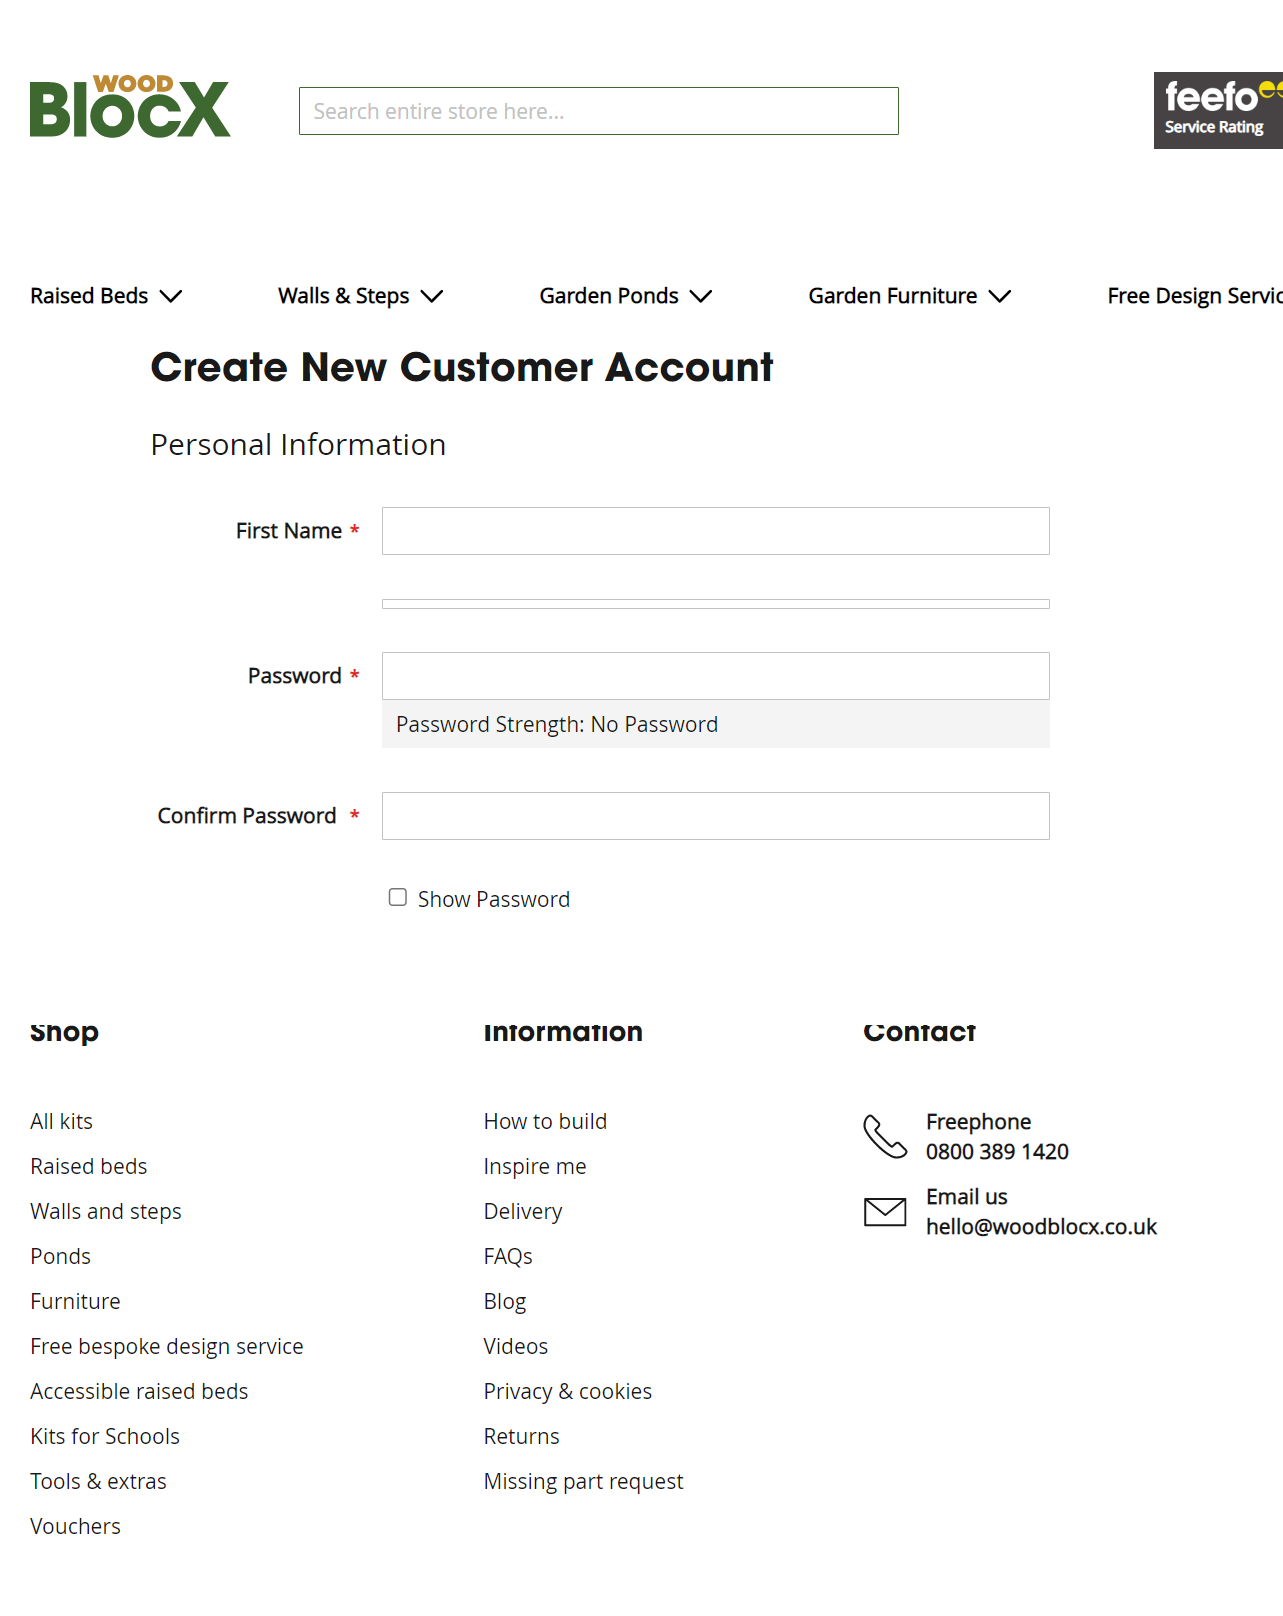 WOOD
BlocX
Search entire store here...
feefo
Service Rating
Raised Beds
Walls & Steps
Garden Ponds
Garden Furniture
Free Design
Create New Customer Account
Personal Information
First Name *
Password *
Password Strength: No Password
Confirm Password *
Show Password
Shop
Information
Contact
All kits
Raised beds
Walls and steps
Ponds
Furniture
Free bespoke design service
Accessible raised beds
Kits for Schools
Tools & extras
Vouchers
How to build
Inspire me
Delivery
FAQs
Blog
Videos
Privacy & cookies
Returns
Missing part request
Freephone
0800 389 1420
Email us
hello@woodblocx.co.uk